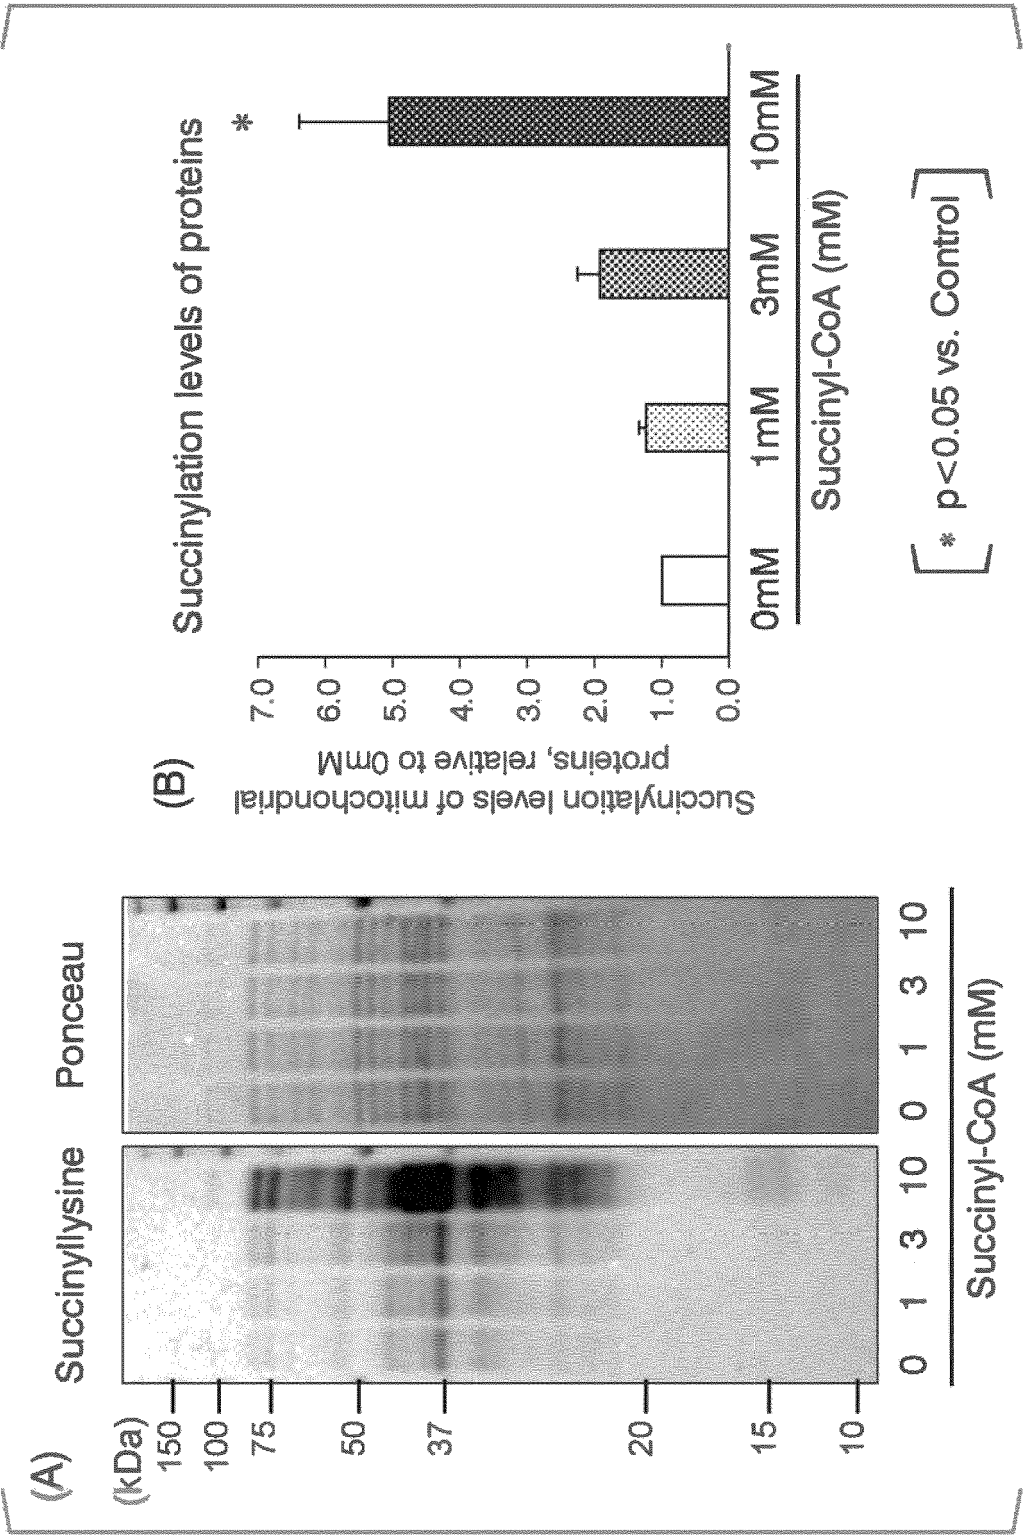 (A)
Succinyllysine Ponceau
(kDa)
150
100
75
50
37
20
15
10
0 1 3 10 0 1 3 10
Succinyl-CoA (mM)
(B)
Succinylation levels of proteins
Succinylation levels of mitochondrial
proteins, relative to 0mM
7.0
6.0
5.0
4.0
3.0
2.0
1.0
0.0
*
0mM 1mM 3mM 10mM
Succinyl-CoA (mM)
[ * p<0.05 vs. Control ]